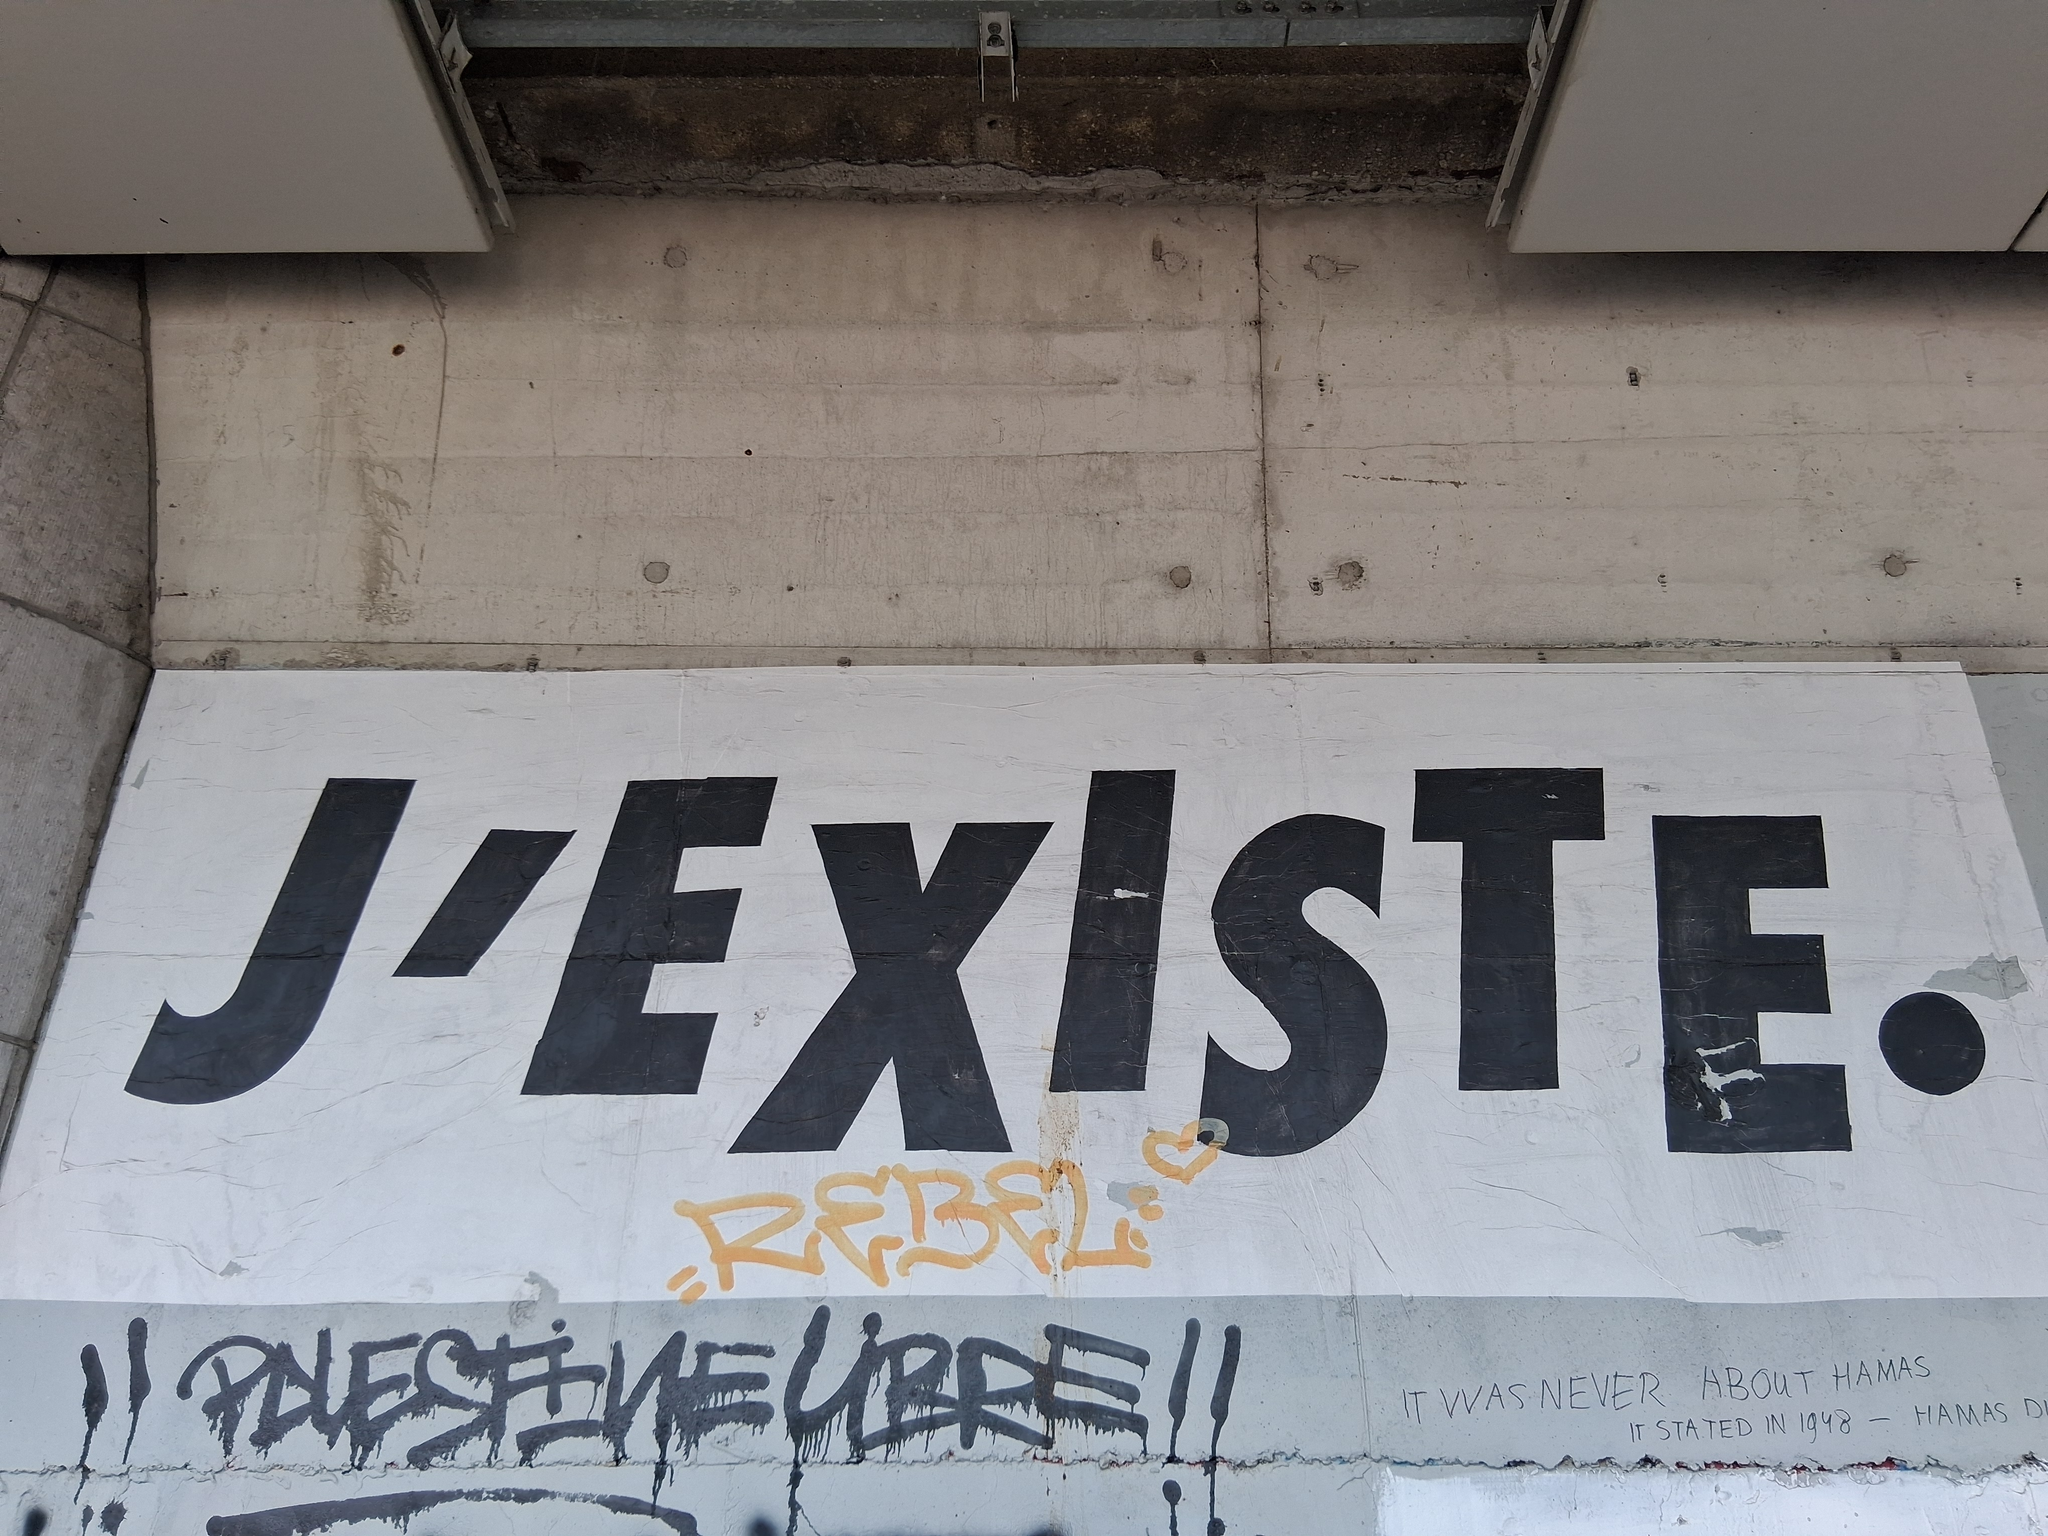 J'EXISTE.
REBEL
!! PALESTINE LIBRE!!
IT WAS NEVER ABOUT HAMAS
IT STATED IN 1948 — HAMAS